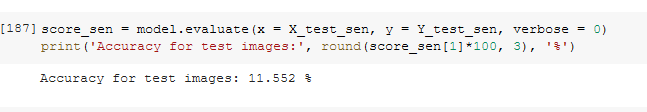 [187] score_sen = model.evaluate(x = X_test_sen, y = Y_test_sen, verbose = 0)
print('Accuracy for test images:', round(score_sen[1]*100, 3), '%')
Accuracy for test images: 11.552 %